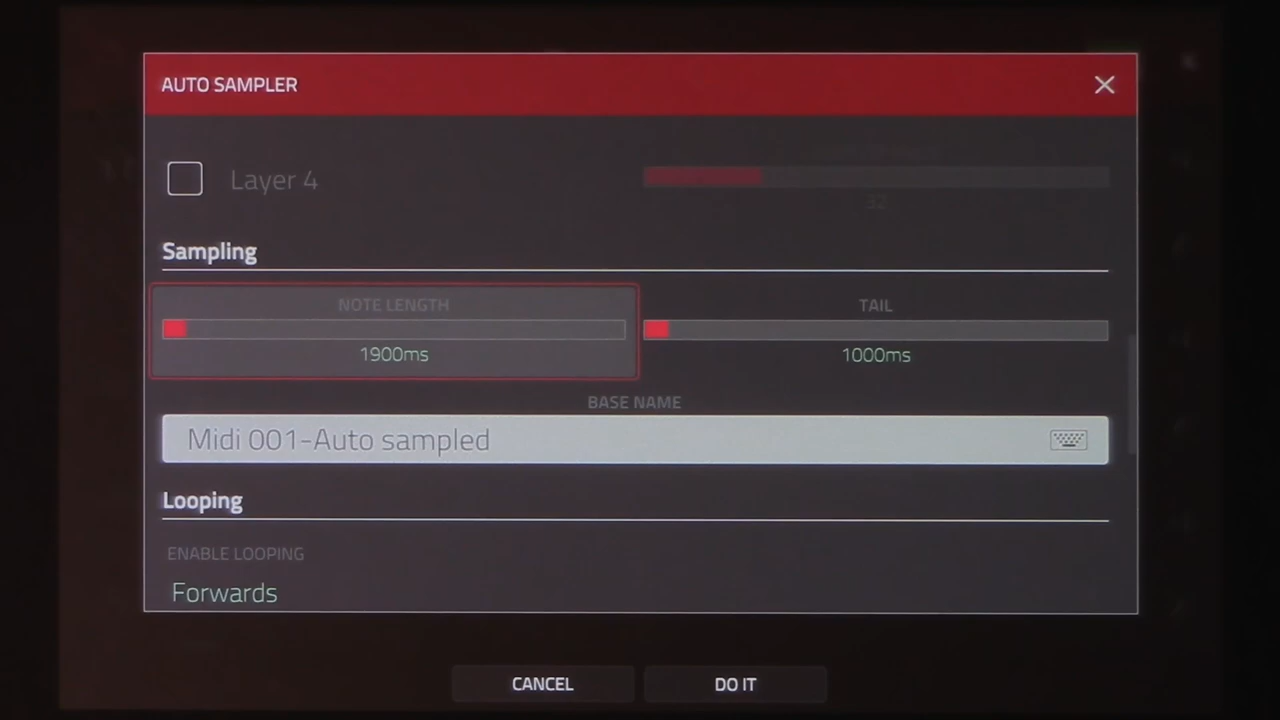 AUTO SAMPLER
Layer 4
32
Sampling
NOTE LENGTH
TAIL
1900ms
1000ms
BASE NAME
Midi 001-Auto sampled
Looping
ENABLE LOOPING
Forwards
CANCEL
DO IT